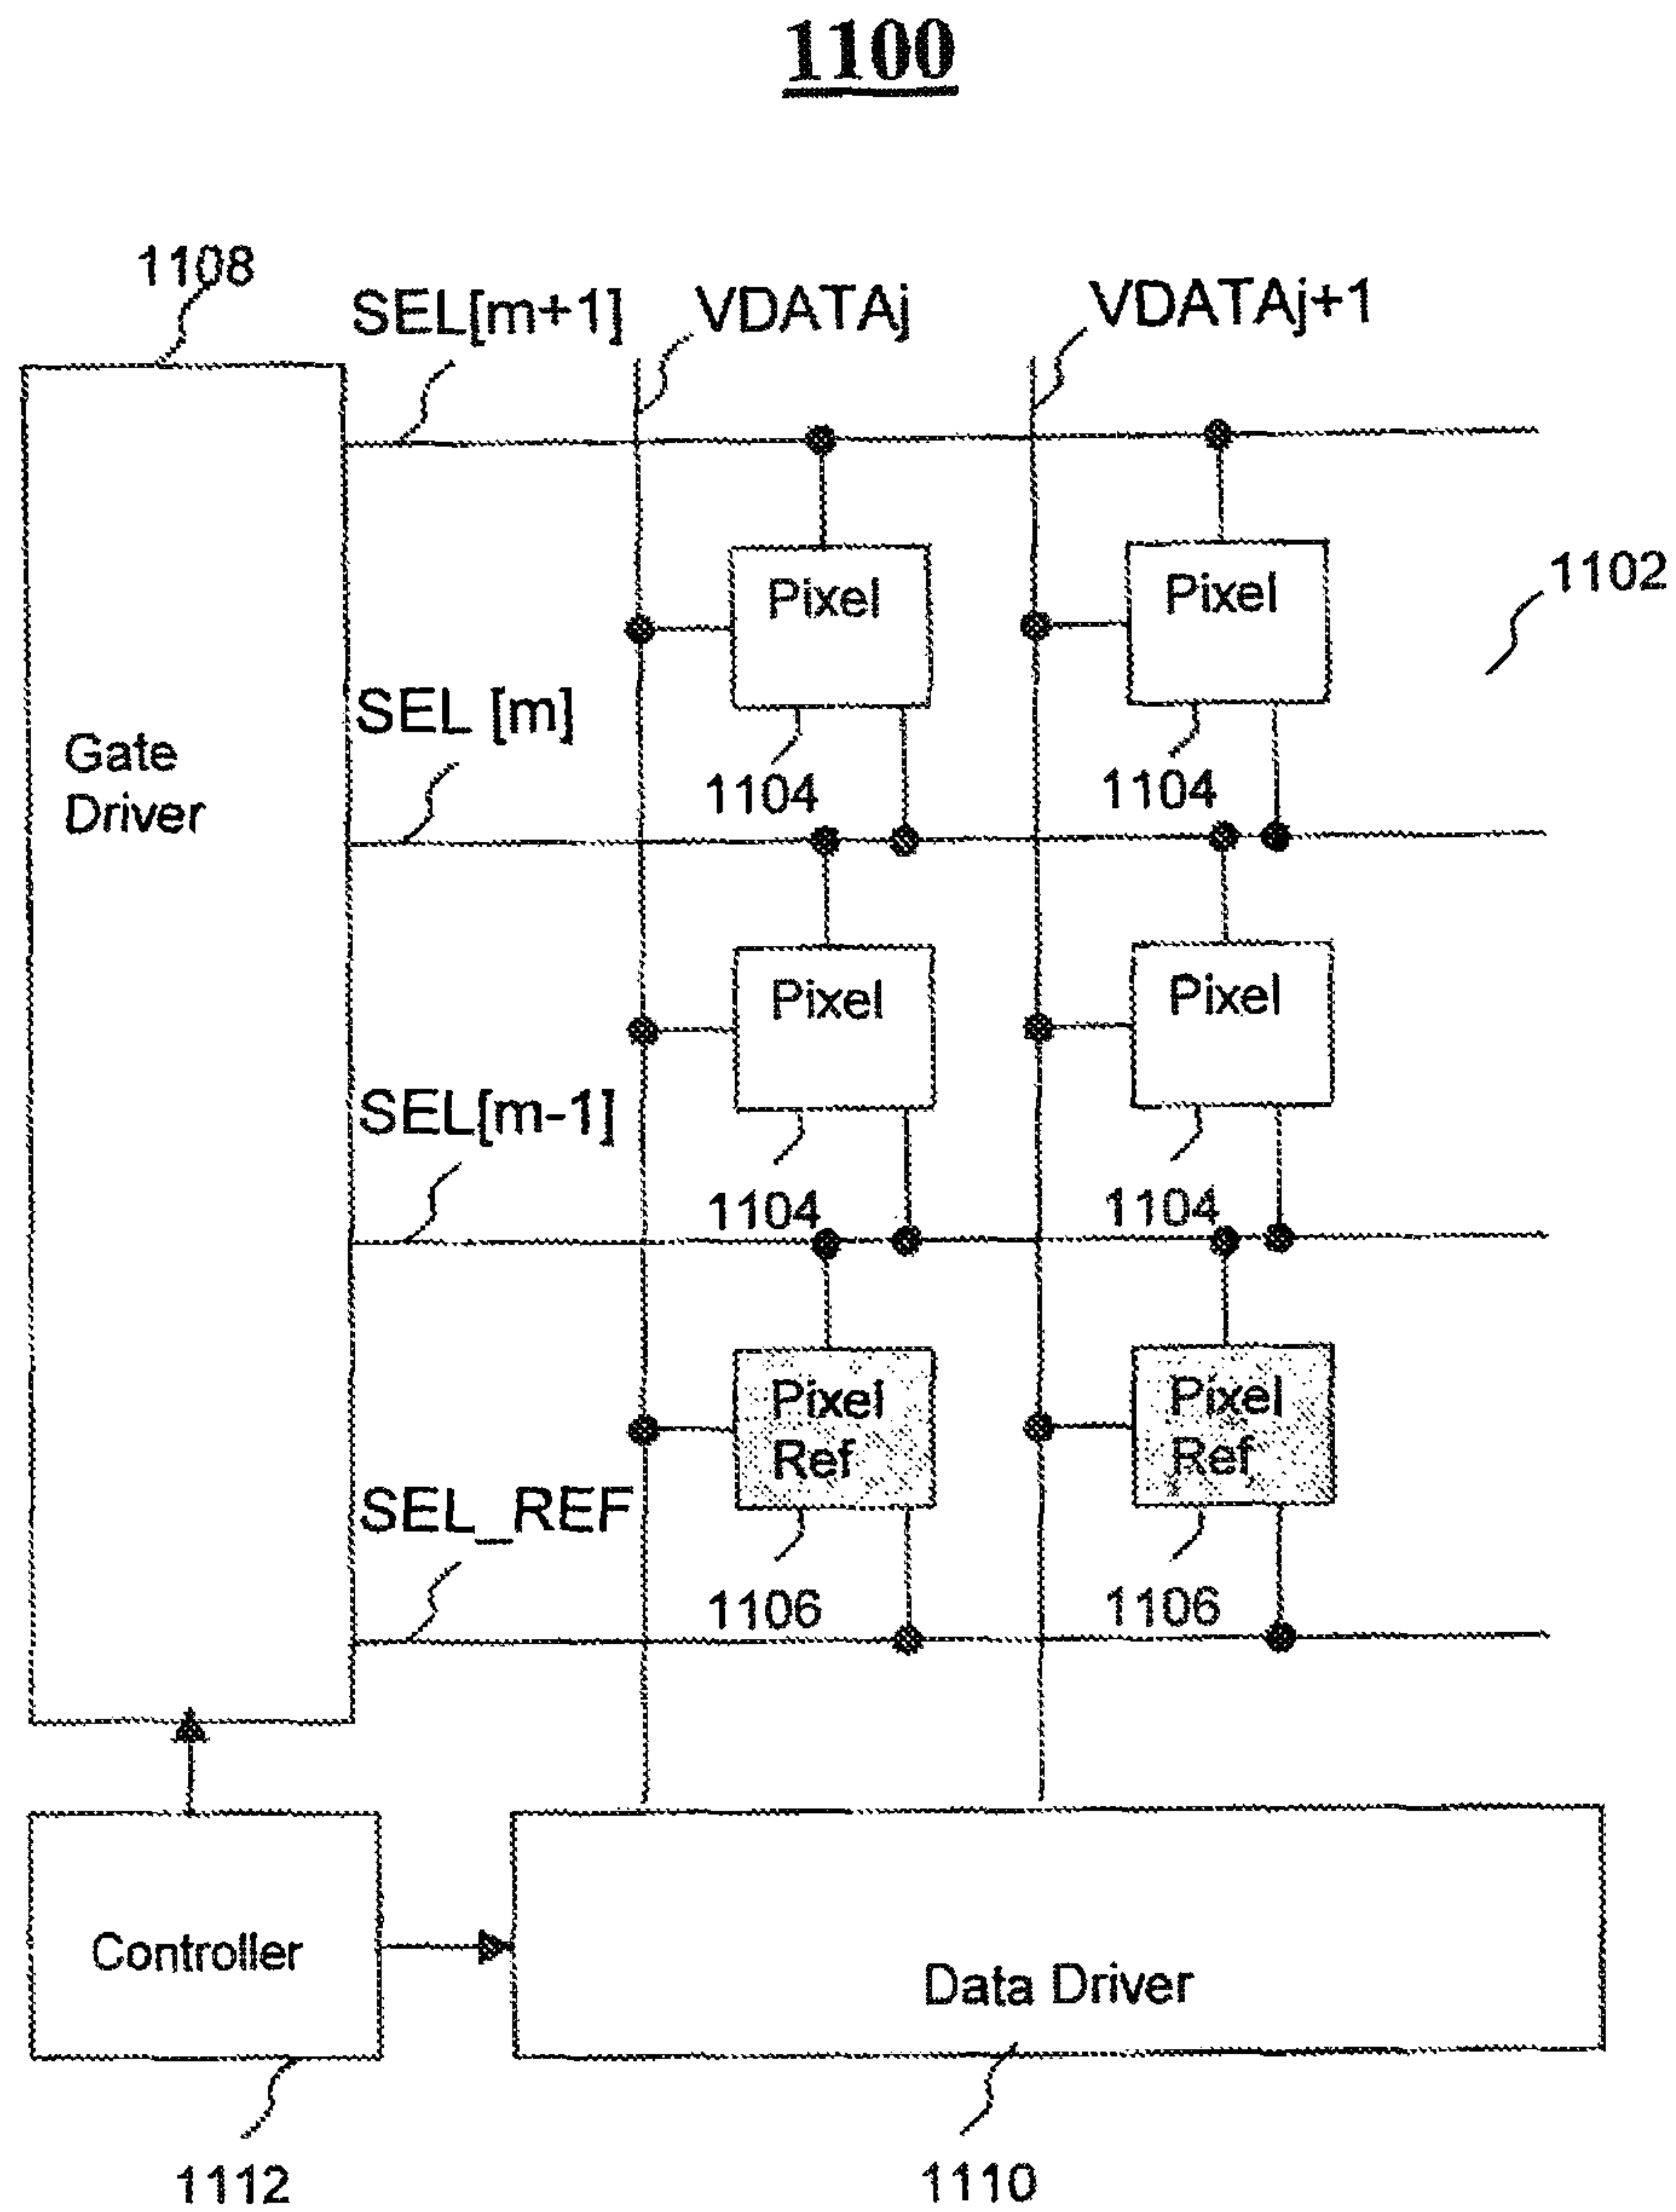 1100
1108
SEL[m+1]
VDATAj
VDATAj+1
Pixel
Pixel
1102
SEL [m]
Gate
Driver
1104
1104
Pixel
Pixel
SEL[m-1]
1104
1104
Pixel
Ref
Pixel
Ref
SEL_REF
1106
1106
Controller
Data Driver
1112
1110